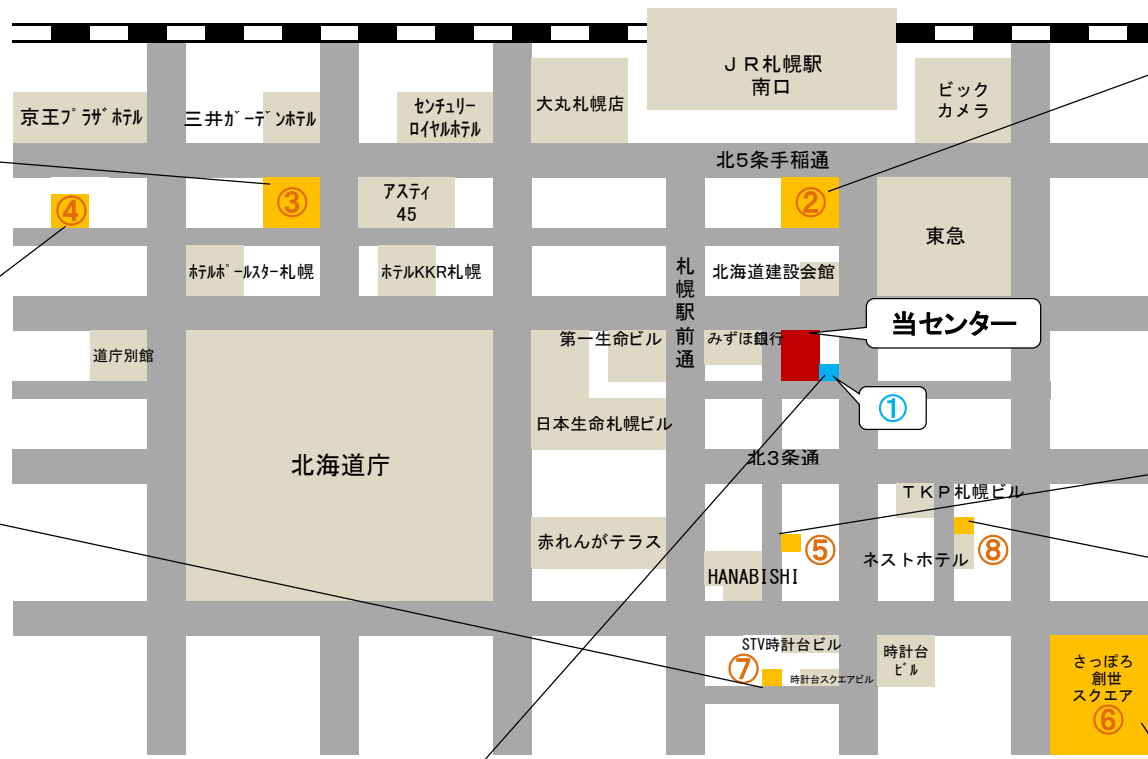 ＪＲ札幌駅
南口
京王ﾌﾟﾗｻﾞﾎﾃﾙ
三井ｶﾞｰﾃﾞﾝﾎﾃﾙ
ｾﾝﾁｭﾘｰ
ﾛｲﾔﾙﾎﾃﾙ
大丸札幌店
ビック
カメラ
北5条手稲通
④
③
アスティ
45
②
東急
ﾎﾃﾙﾎﾟｰﾙｽﾀｰ札幌
ﾎﾃﾙKKR札幌
札幌駅前通
北海道建設会館
当センター
道庁別館
第一生命ビル
みずほ銀行
①
日本生命札幌ビル
北海道庁
北3条通
ＴＫＰ札幌ビル
赤れんがテラス
⑤
⑧
ネストホテル
HANABISHI
STV時計台ビル
⑦
時計台スクエアビル
時計台
ﾋﾞﾙ
さっぽろ
創世
スクエア
⑥